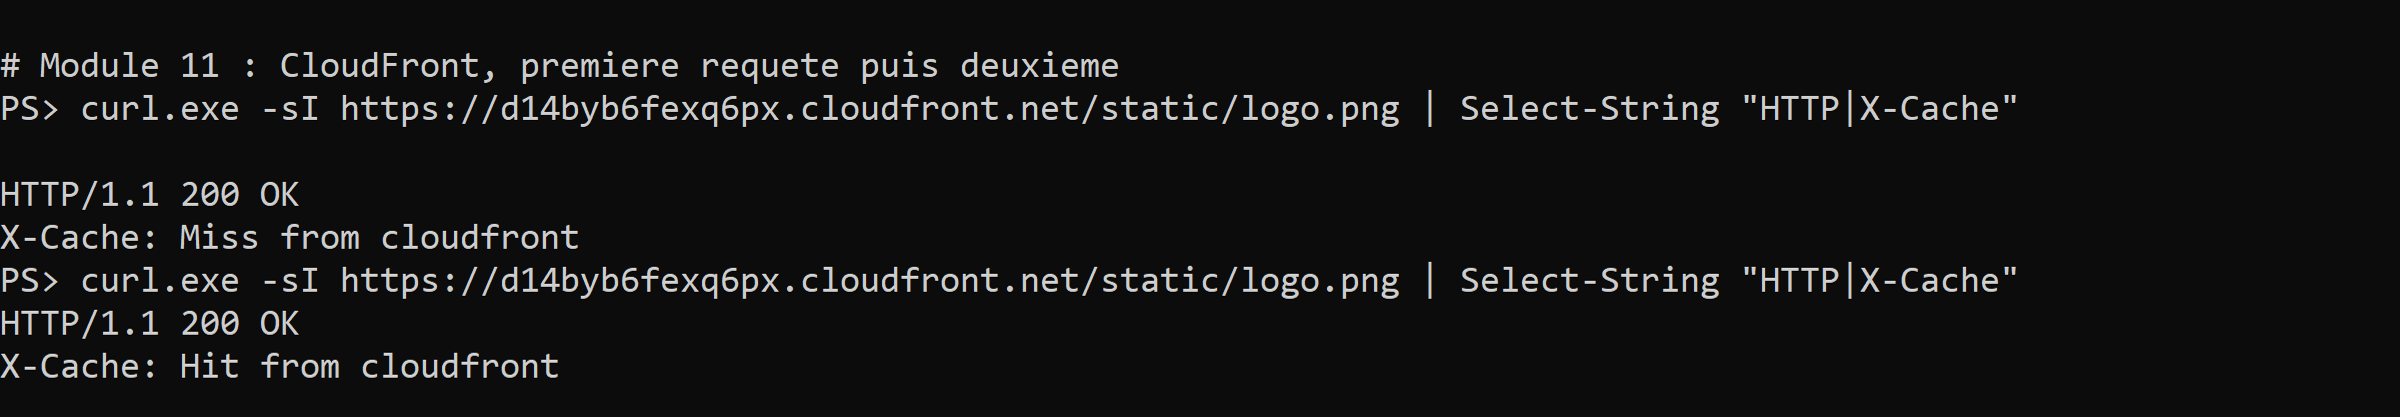 # Module 11 : CloudFront, premiere requete puis deuxieme
PS> curl.exe -sI https://d14byb6fexq6px.cloudfront.net/static/logo.png | Select-String "HTTP|X-Cache"
HTTP/1.1 200 OK
X-Cache: Miss from cloudfront
PS> curl.exe -sI https://d14byb6fexq6px.cloudfront.net/static/logo.png | Select-String "HTTP|X-Cache"
HTTP/1.1 200 OK
X-Cache: Hit from cloudfront